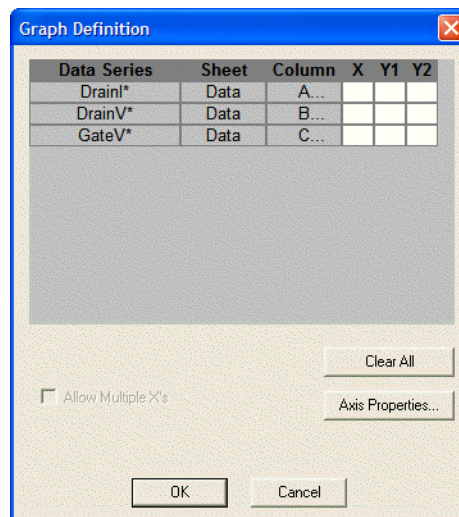 Graph Definition
Data Series Sheet Column X Y1 Y2
DrainI* Data A...
DrainV* Data B...
GateV* Data C...
Clear All
Allow Multiple X's
Axis Properties...
OK Cancel